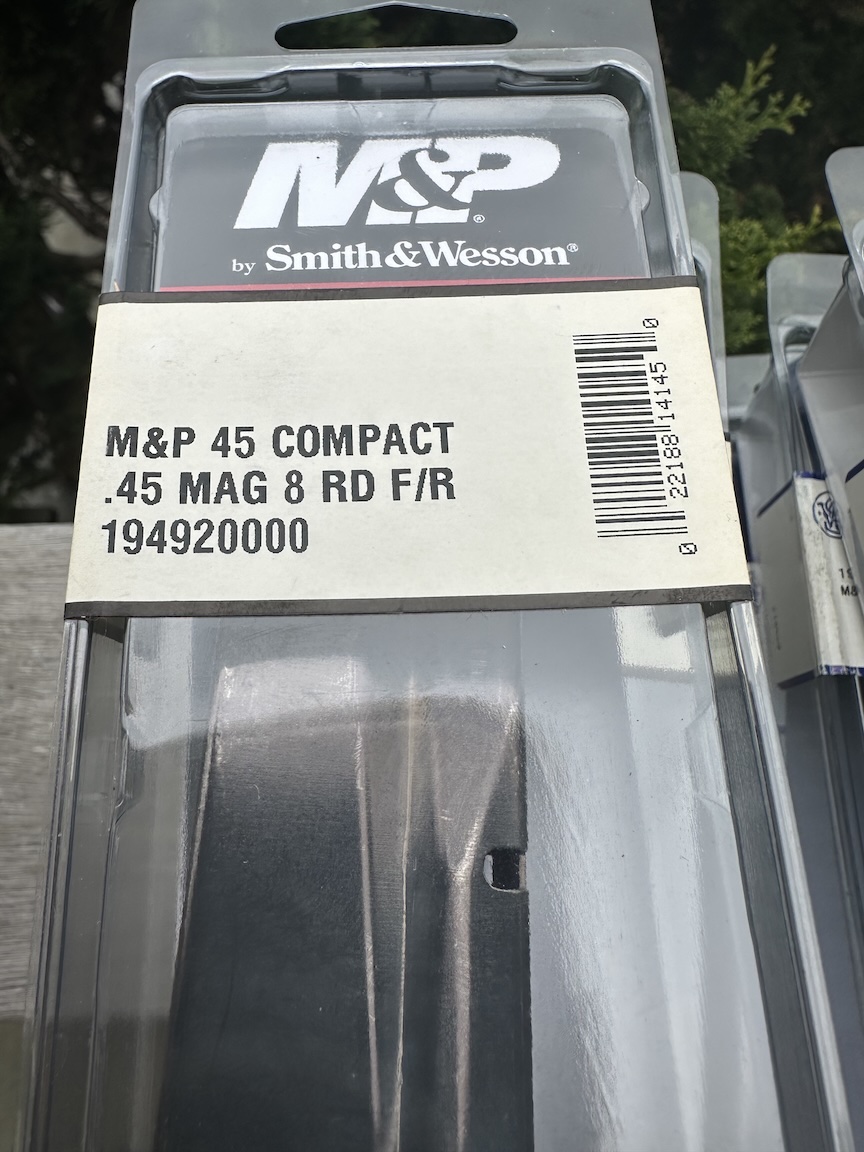 M&P®
by Smith & Wesson®
M&P 45 COMPACT
.45 MAG 8 RD F/R
194920000
0 22188 14145 0